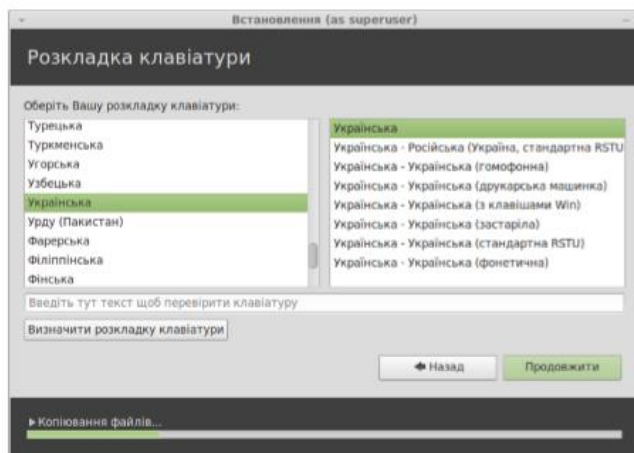 Встановлення (as superuser)
Розкладка клавіатури
Оберіть Вашу розкладку клавіатури:
Турецька
Туркменська
Угорська
Узбецька
Українська
Урду (Пакистан)
Фарерська
Філіппінська
Фінська
Українська
Українська - Російська (Україна, стандартна RSTU
Українська - Українська (гомофонна)
Українська - Українська (друкарська машинка)
Українська - Українська (з клавішами Win)
Українська - Українська (застаріла)
Українська - Українська (стандартна RSTU)
Українська - Українська (фонетична)
Введіть тут текст щоб перевірити клавіатуру
Визначити розкладку клавіатури
Назад
Продовжити
Копіювання файлів...